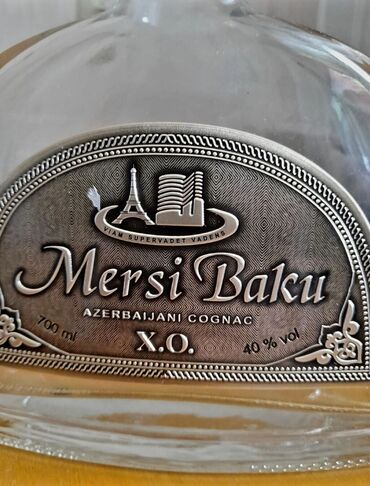 VIAM SUPERVADET VADENS
Mersi Baku
AZERBAIJANI COGNAC
700 ml X.O. 40 % vol